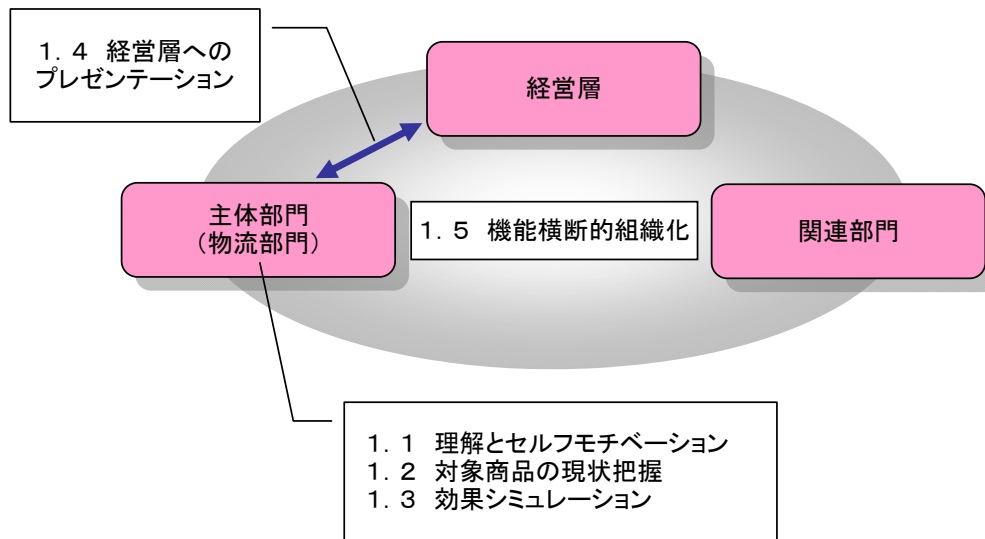 １．４ 経営層への
プレゼンテーション
経営層
主体部門
（物流部門）
１．５ 機能横断的組織化
関連部門
１．１ 理解とセルフモチベーション
１．２ 対象商品の現状把握
１．３ 効果シミュレーション